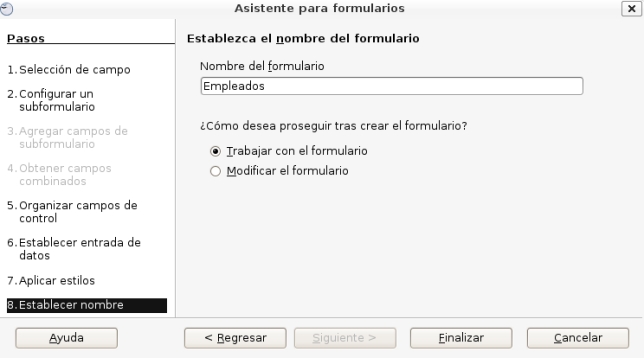 Asistente para formularios
Pasos
1. Selección de campo
2. Configurar un
subformulario
3. Agregar campos de
subformulario
4. Obtener campos
combinados
5. Organizar campos de
control
6. Establecer entrada de
datos
7. Aplicar estilos
8. Establecer nombre
Establezca el nombre del formulario
Nombre del formulario
Empleados
¿Cómo desea proseguir tras crear el formulario?
Trabajar con el formulario
Modificar el formulario
Ayuda
< Regresar
Siguiente >
Finalizar
Cancelar